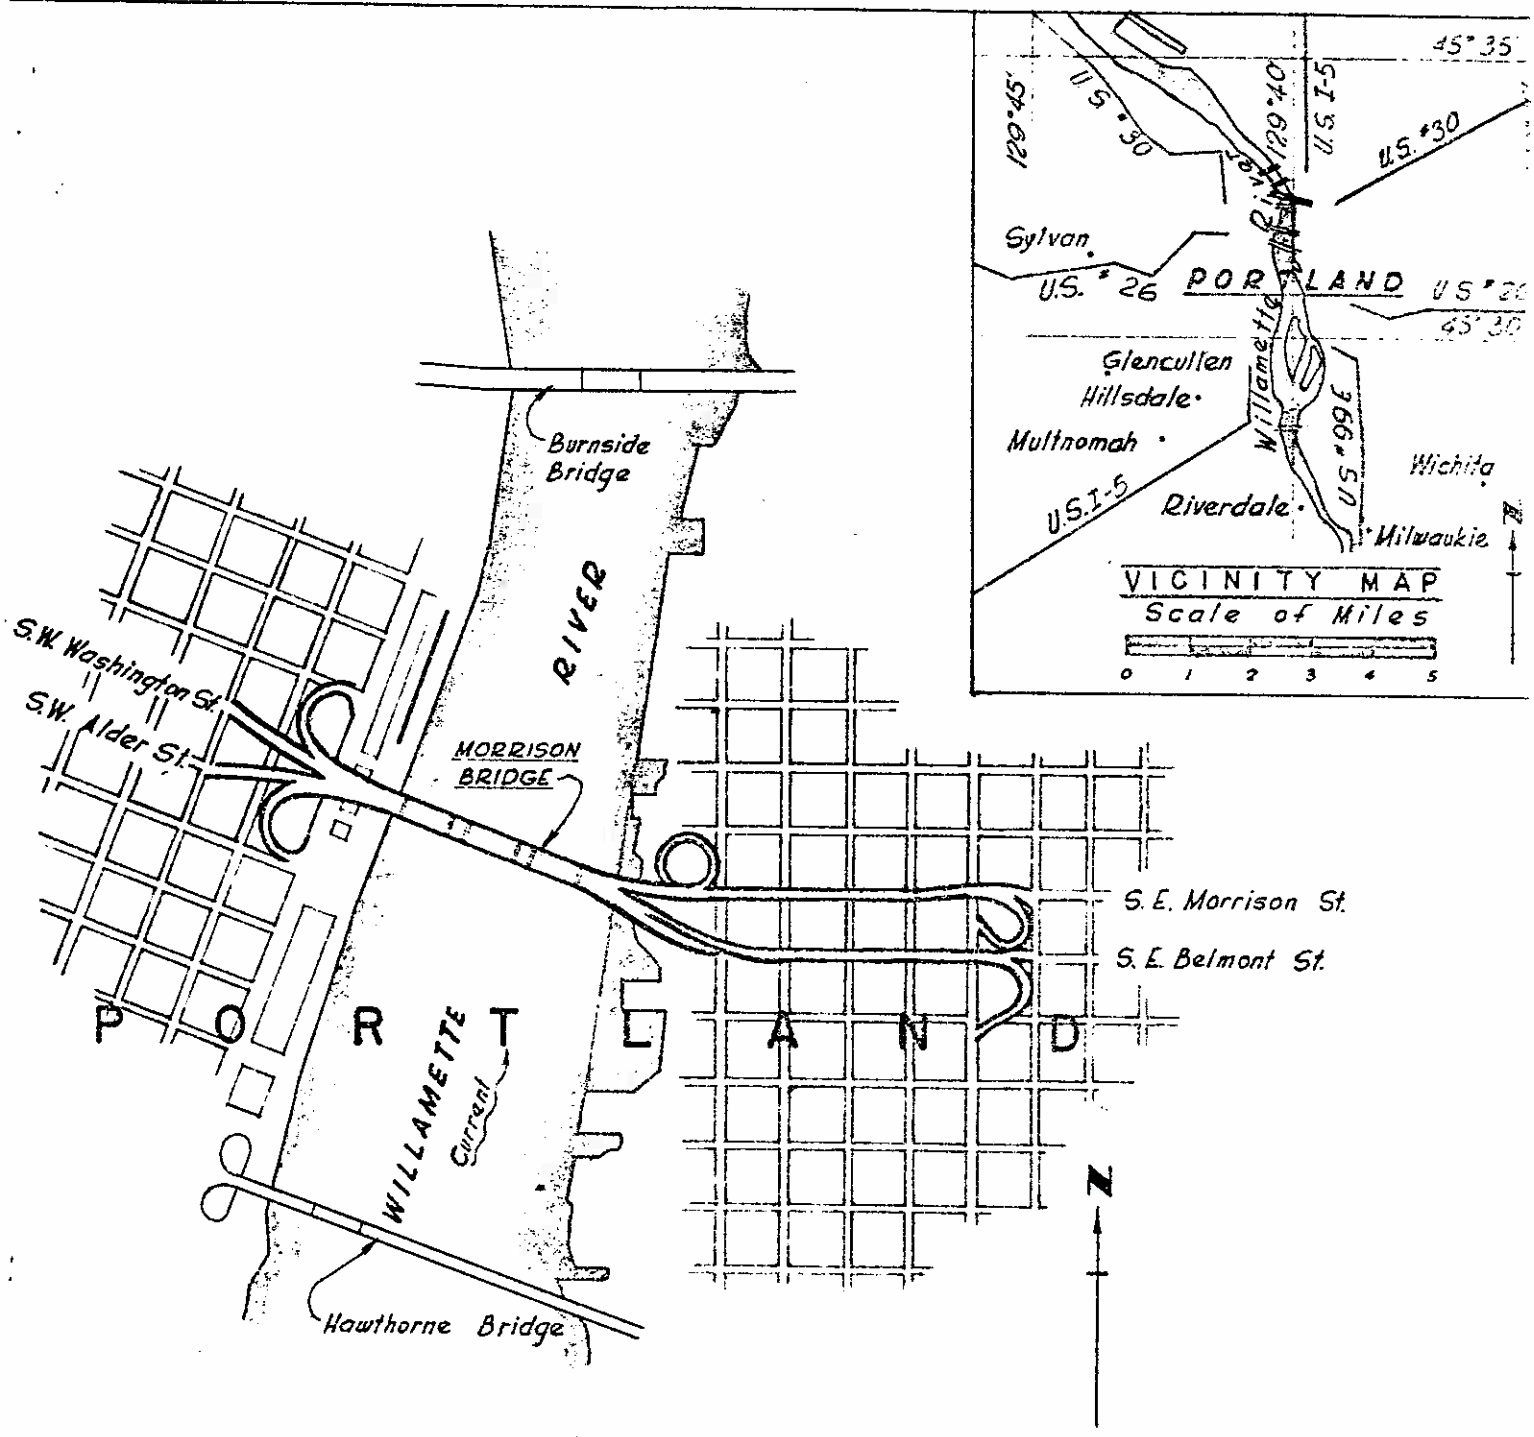 45°35'
129°45'
U.S. #30
129°40'
U.S. I-5
U.S. #30
Willamette River
Sylvan
U.S. #26
PORTLAND
US #26
45°30'
Glencullen
Hillsdale
Multnomah
U.S. I-5
US #99E
Wichita
Riverdale
Milwaukie
N
VICINITY MAP
Scale of Miles
0 1 2 3 4 5
Burnside
Bridge
RIVER
S.W. Washington St.
S.W. Alder St.
MORRISON
BRIDGE
S.E. Morrison St.
S.E. Belmont St.
PORTLAND
WILLAMETTE
Current
N
Hawthorne Bridge